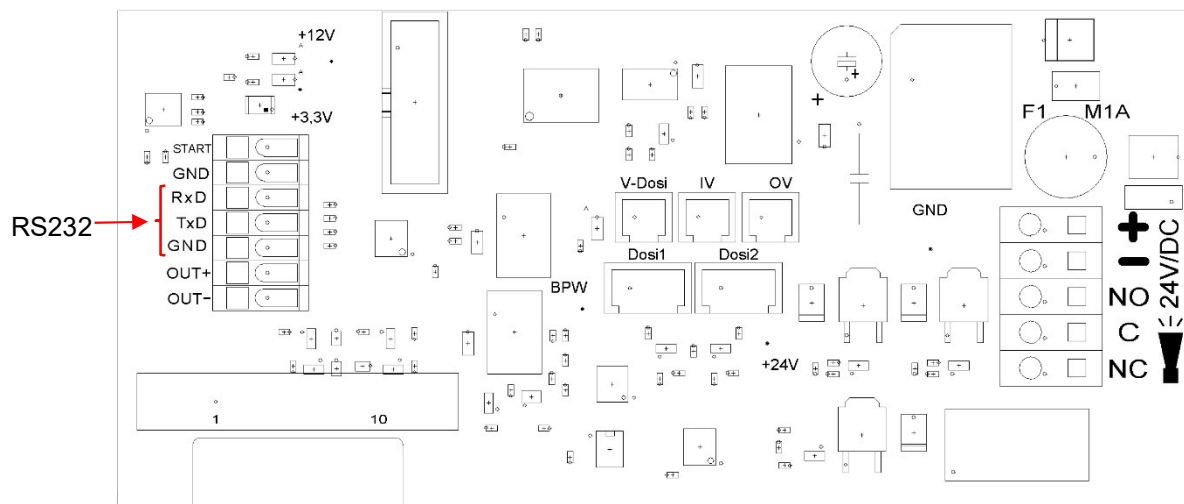 +12V
A
A
+3,3V
START
GND
RxD
TxD
GND
OUT+
OUT−
RS232
1
10
A
V-Dosi
IV
OV
Dosi1
Dosi2
BPW
+24V
GND
F1
M1A
+
−
24V/DC
NO
C
NC